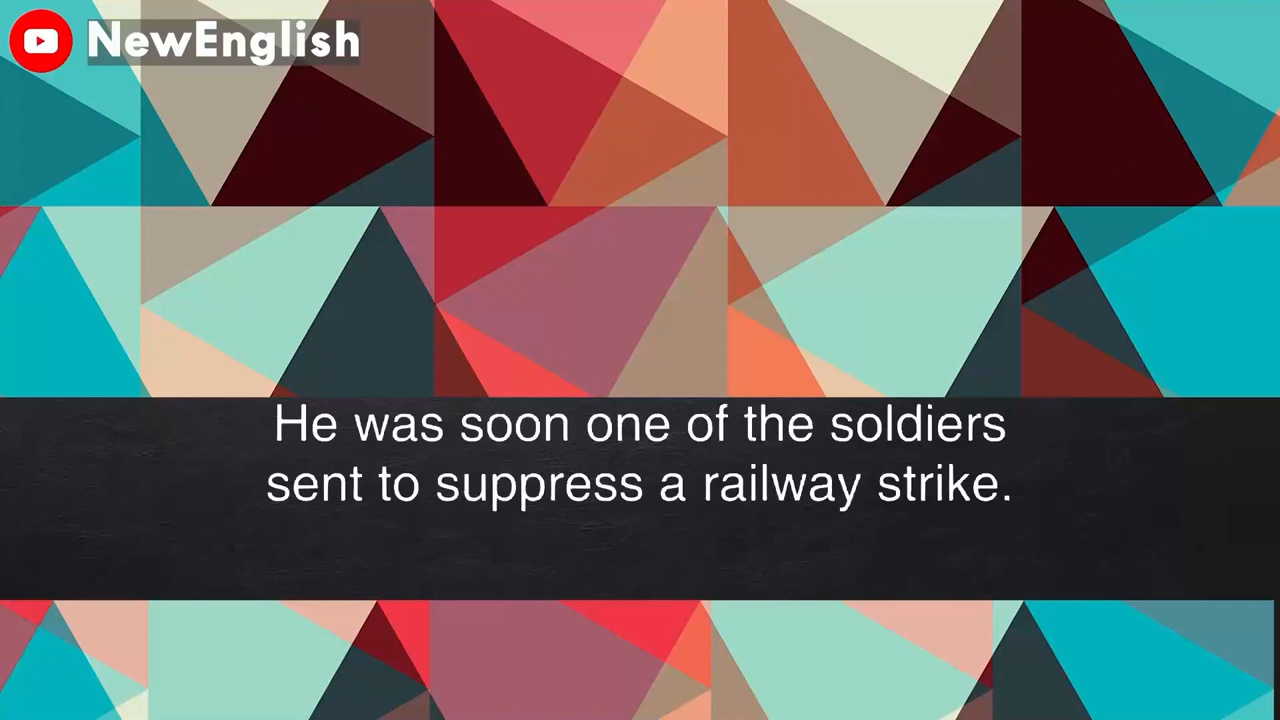 NewEnglish
He was soon one of the soldiers
sent to suppress a railway strike.